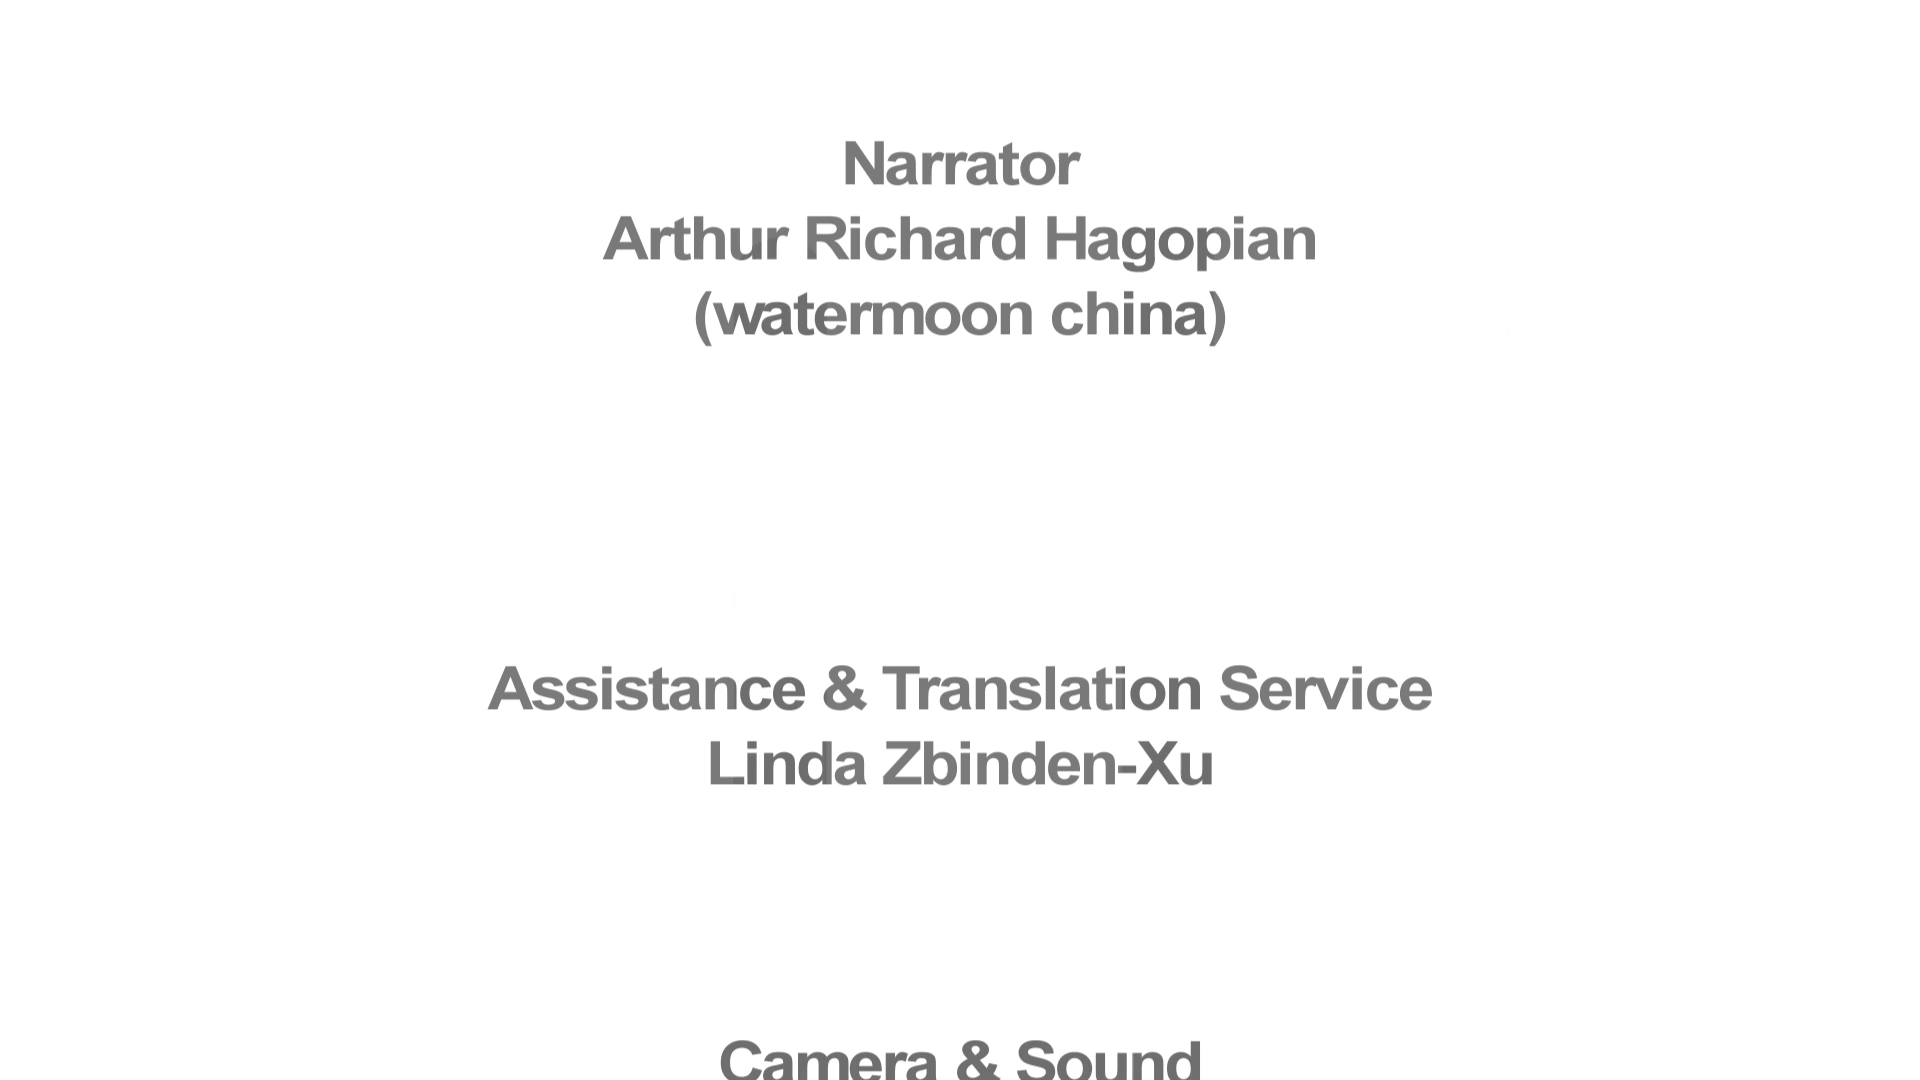 Narrator
Arthur Richard Hagopian
(watermoon china)
Assistance & Translation Service
Linda Zbinden-Xu
Camera & Sound